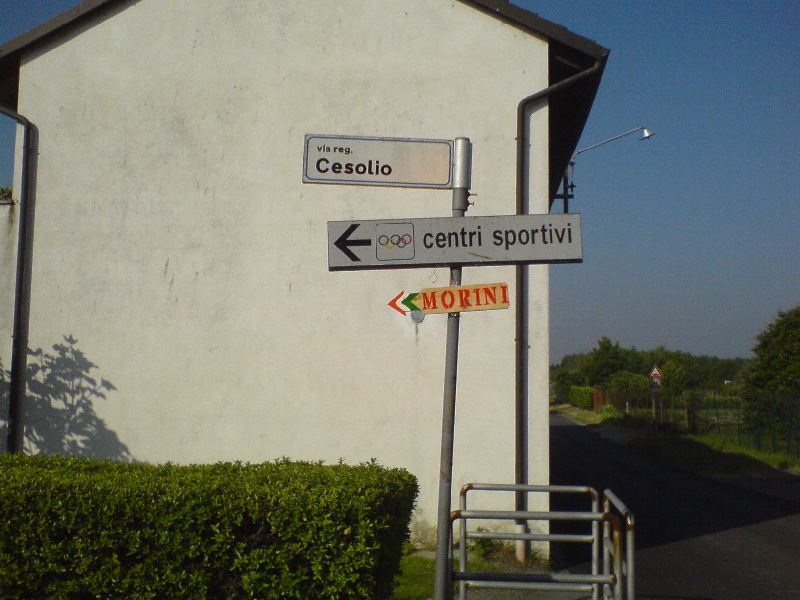 via reg.
Cesolio
centri sportivi
MORINI